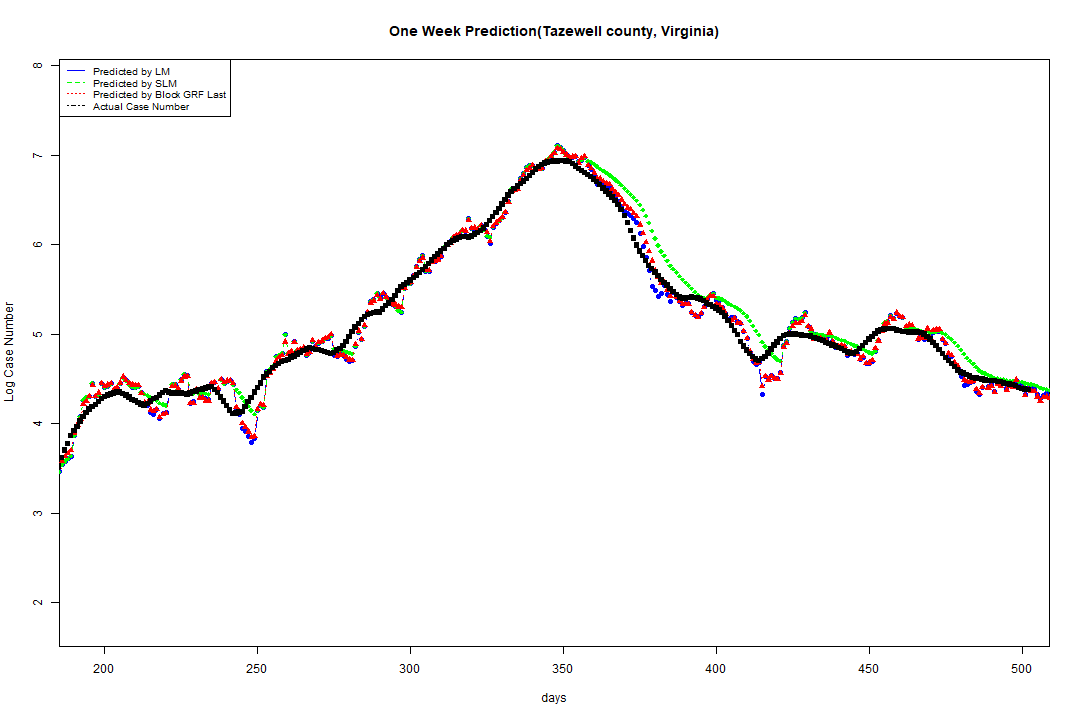 One Week Prediction(Tazewell county, Virginia)
Predicted by LM
Predicted by SLM
Predicted by Block GRF Last
Actual Case Number
8
7
6
5
4
3
2
Log Case Number
200 250 300 350 400 450 500
days